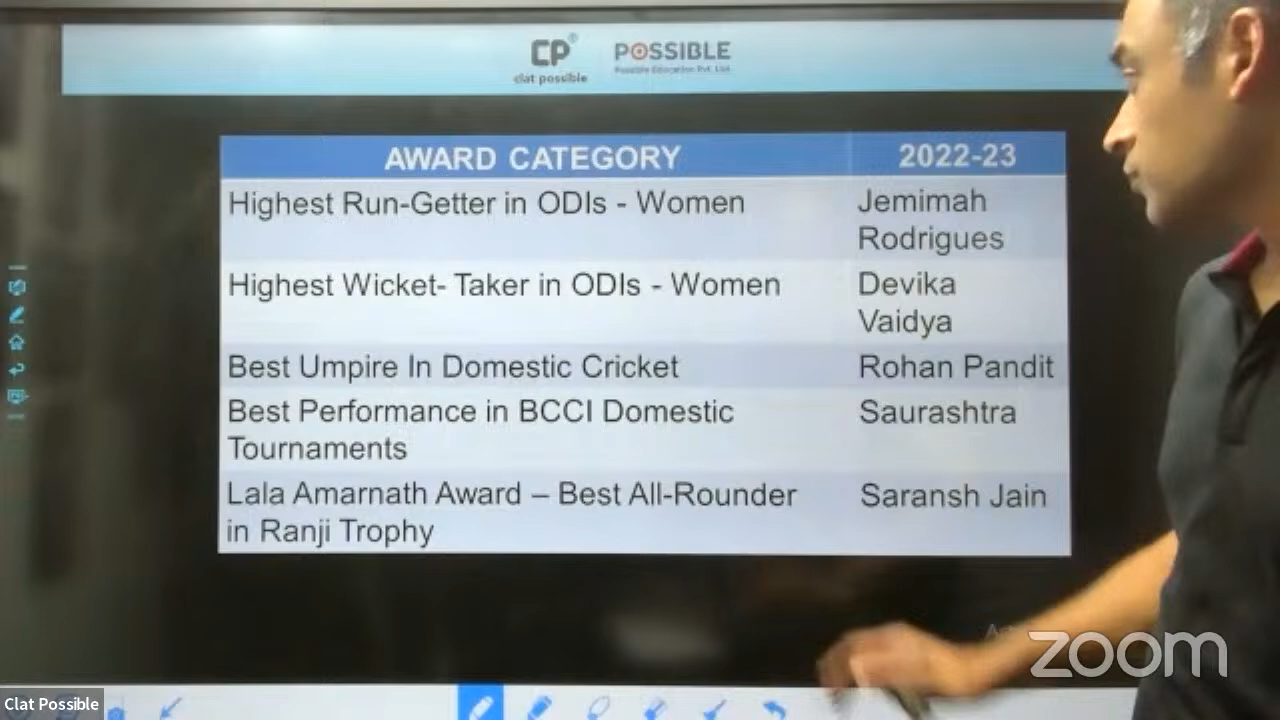 CP®
clat possible
POSSIBLE
Possible Education Pvt. Ltd.
AWARD CATEGORY 2022-23
Highest Run-Getter in ODIs - Women Jemimah
Rodrigues
Highest Wicket- Taker in ODIs - Women Devika
Vaidya
Best Umpire In Domestic Cricket Rohan Pandit
Best Performance in BCCI Domestic Saurashtra
Tournaments
Lala Amarnath Award – Best All-Rounder Saransh Jain
in Ranji Trophy
zoom
Clat Possible